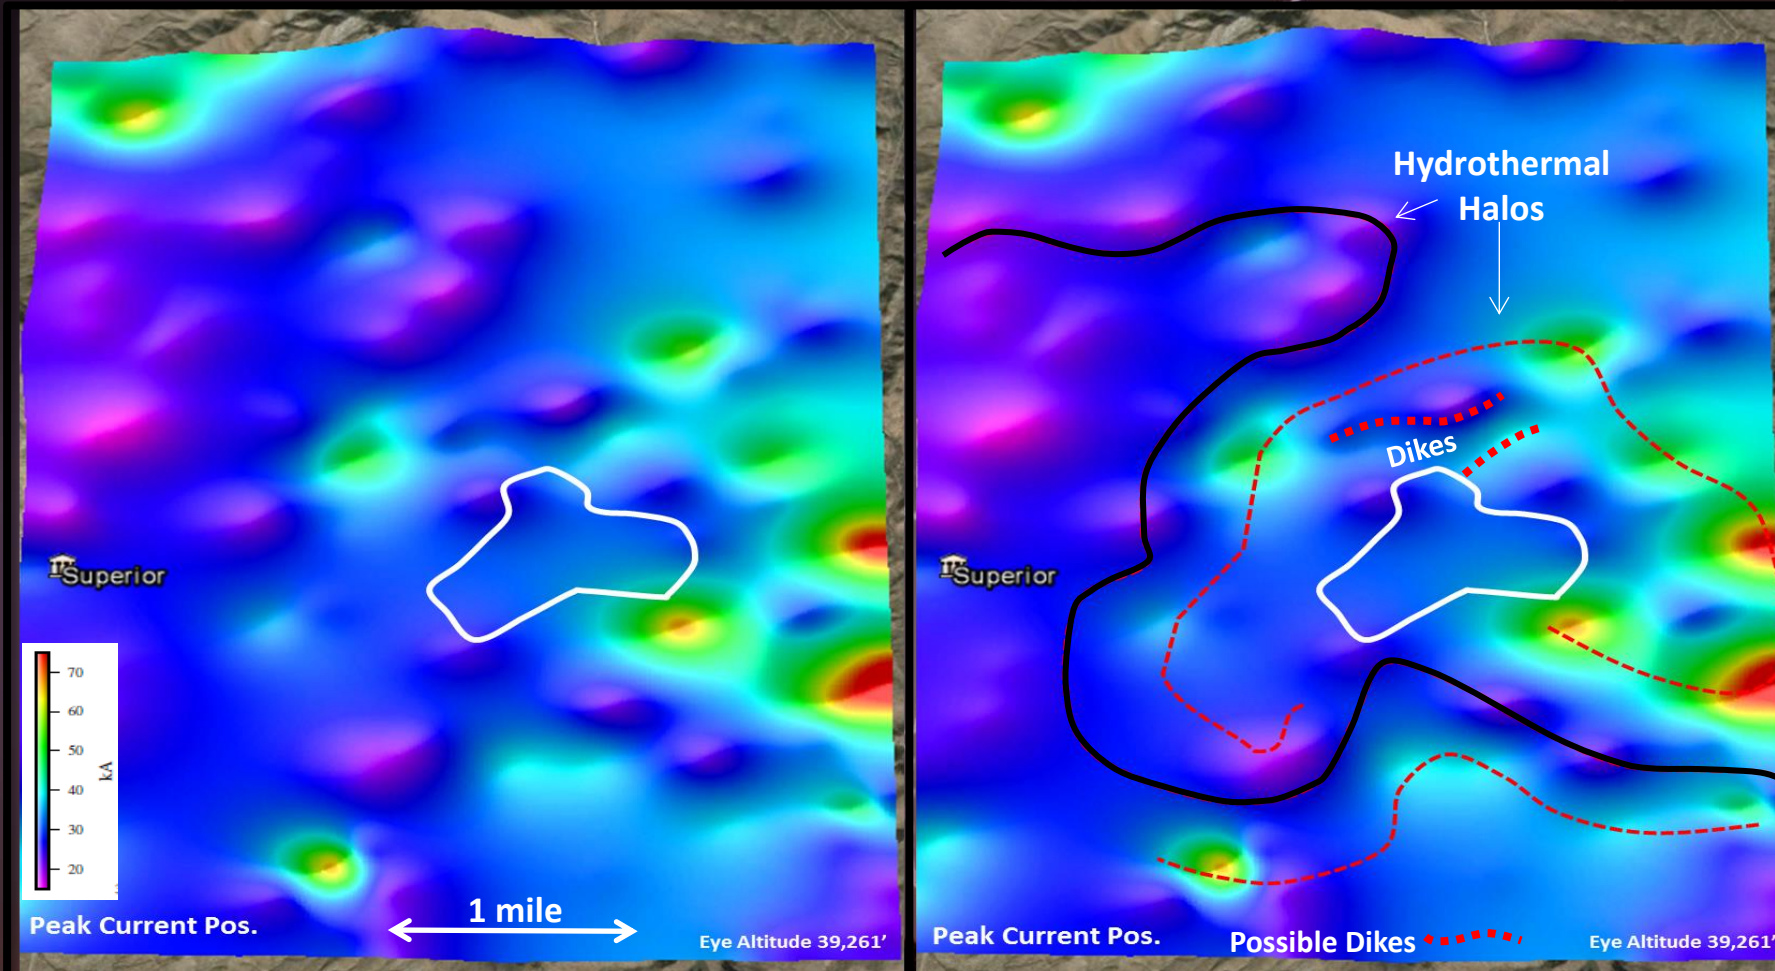 Superior
70
60
50
40
30
20
kA
Peak Current Pos.
1 mile
Eye Altitude 39,261'
Hydrothermal
Halos
Dikes
Superior
Peak Current Pos.
Possible Dikes
Eye Altitude 39,261'